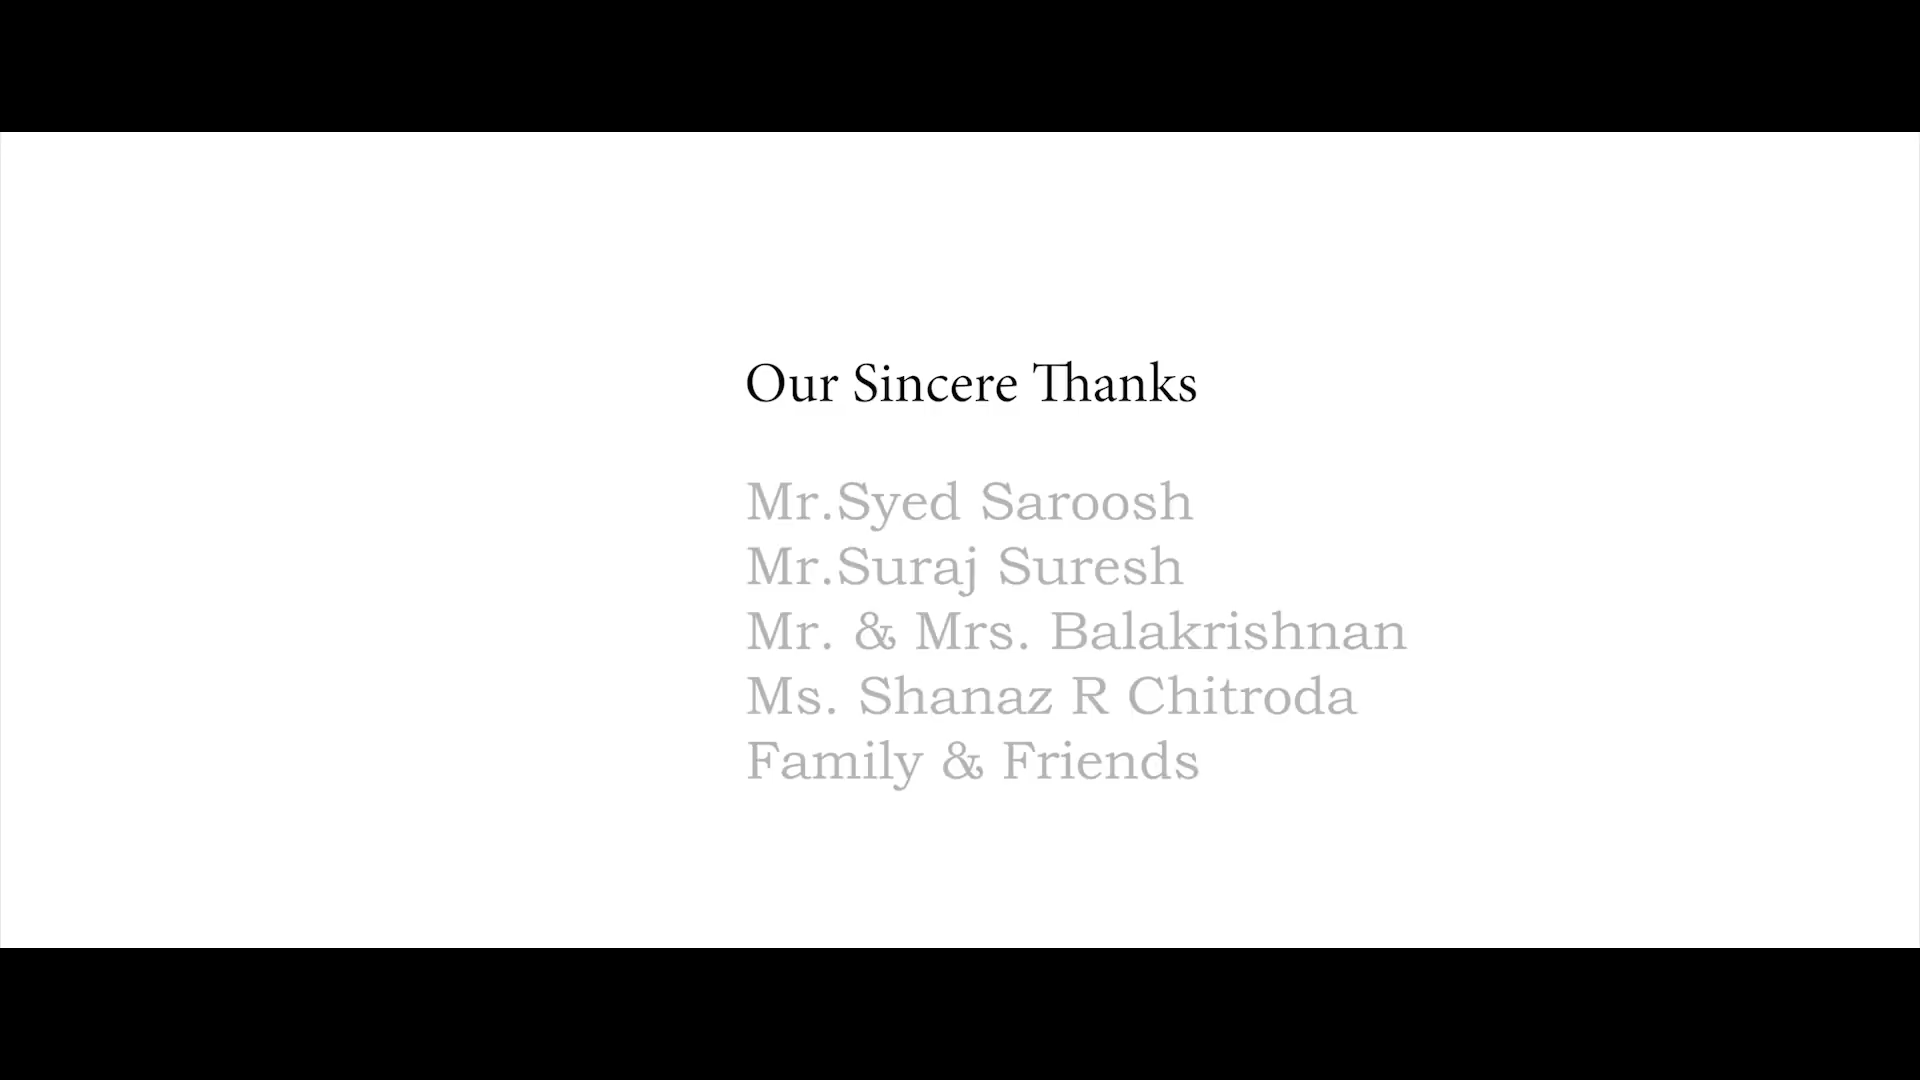 Our Sincere Thanks
Mr.Syed Saroosh
Mr.Suraj Suresh
Mr. & Mrs. Balakrishnan
Ms. Shanaz R Chitroda
Family & Friends